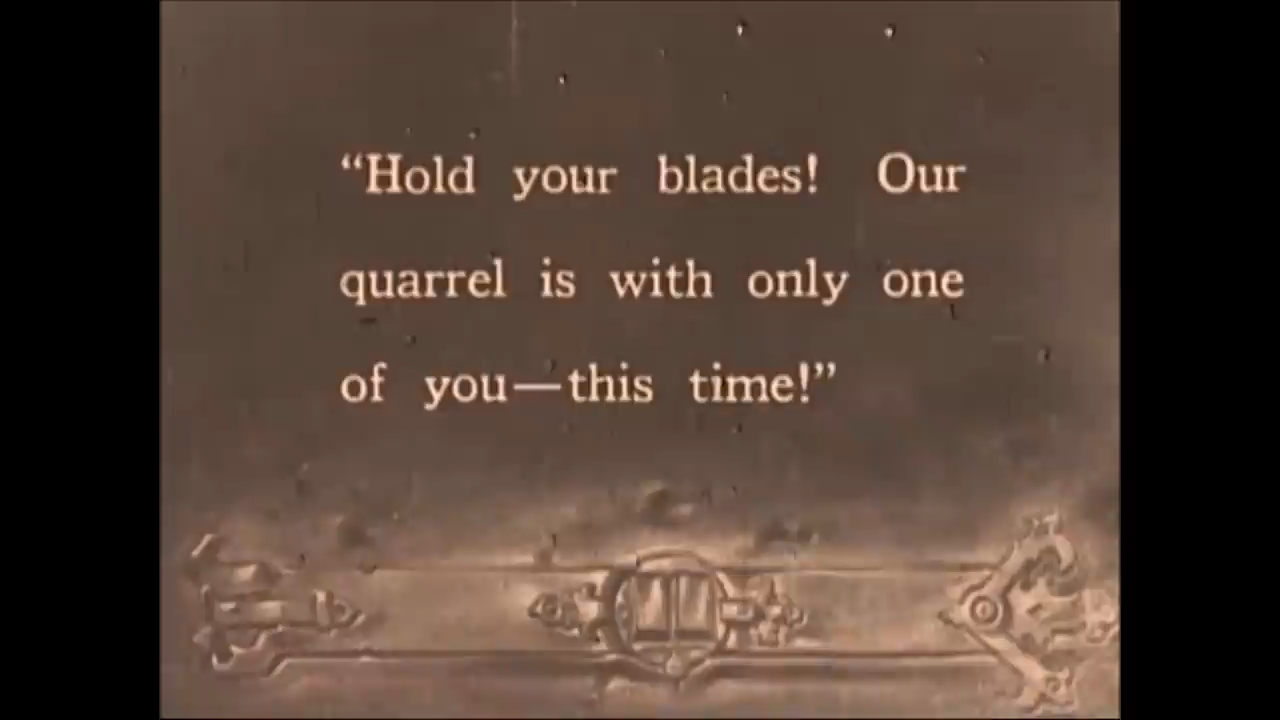 “Hold your blades! Our
quarrel is with only one
of you—this time!”